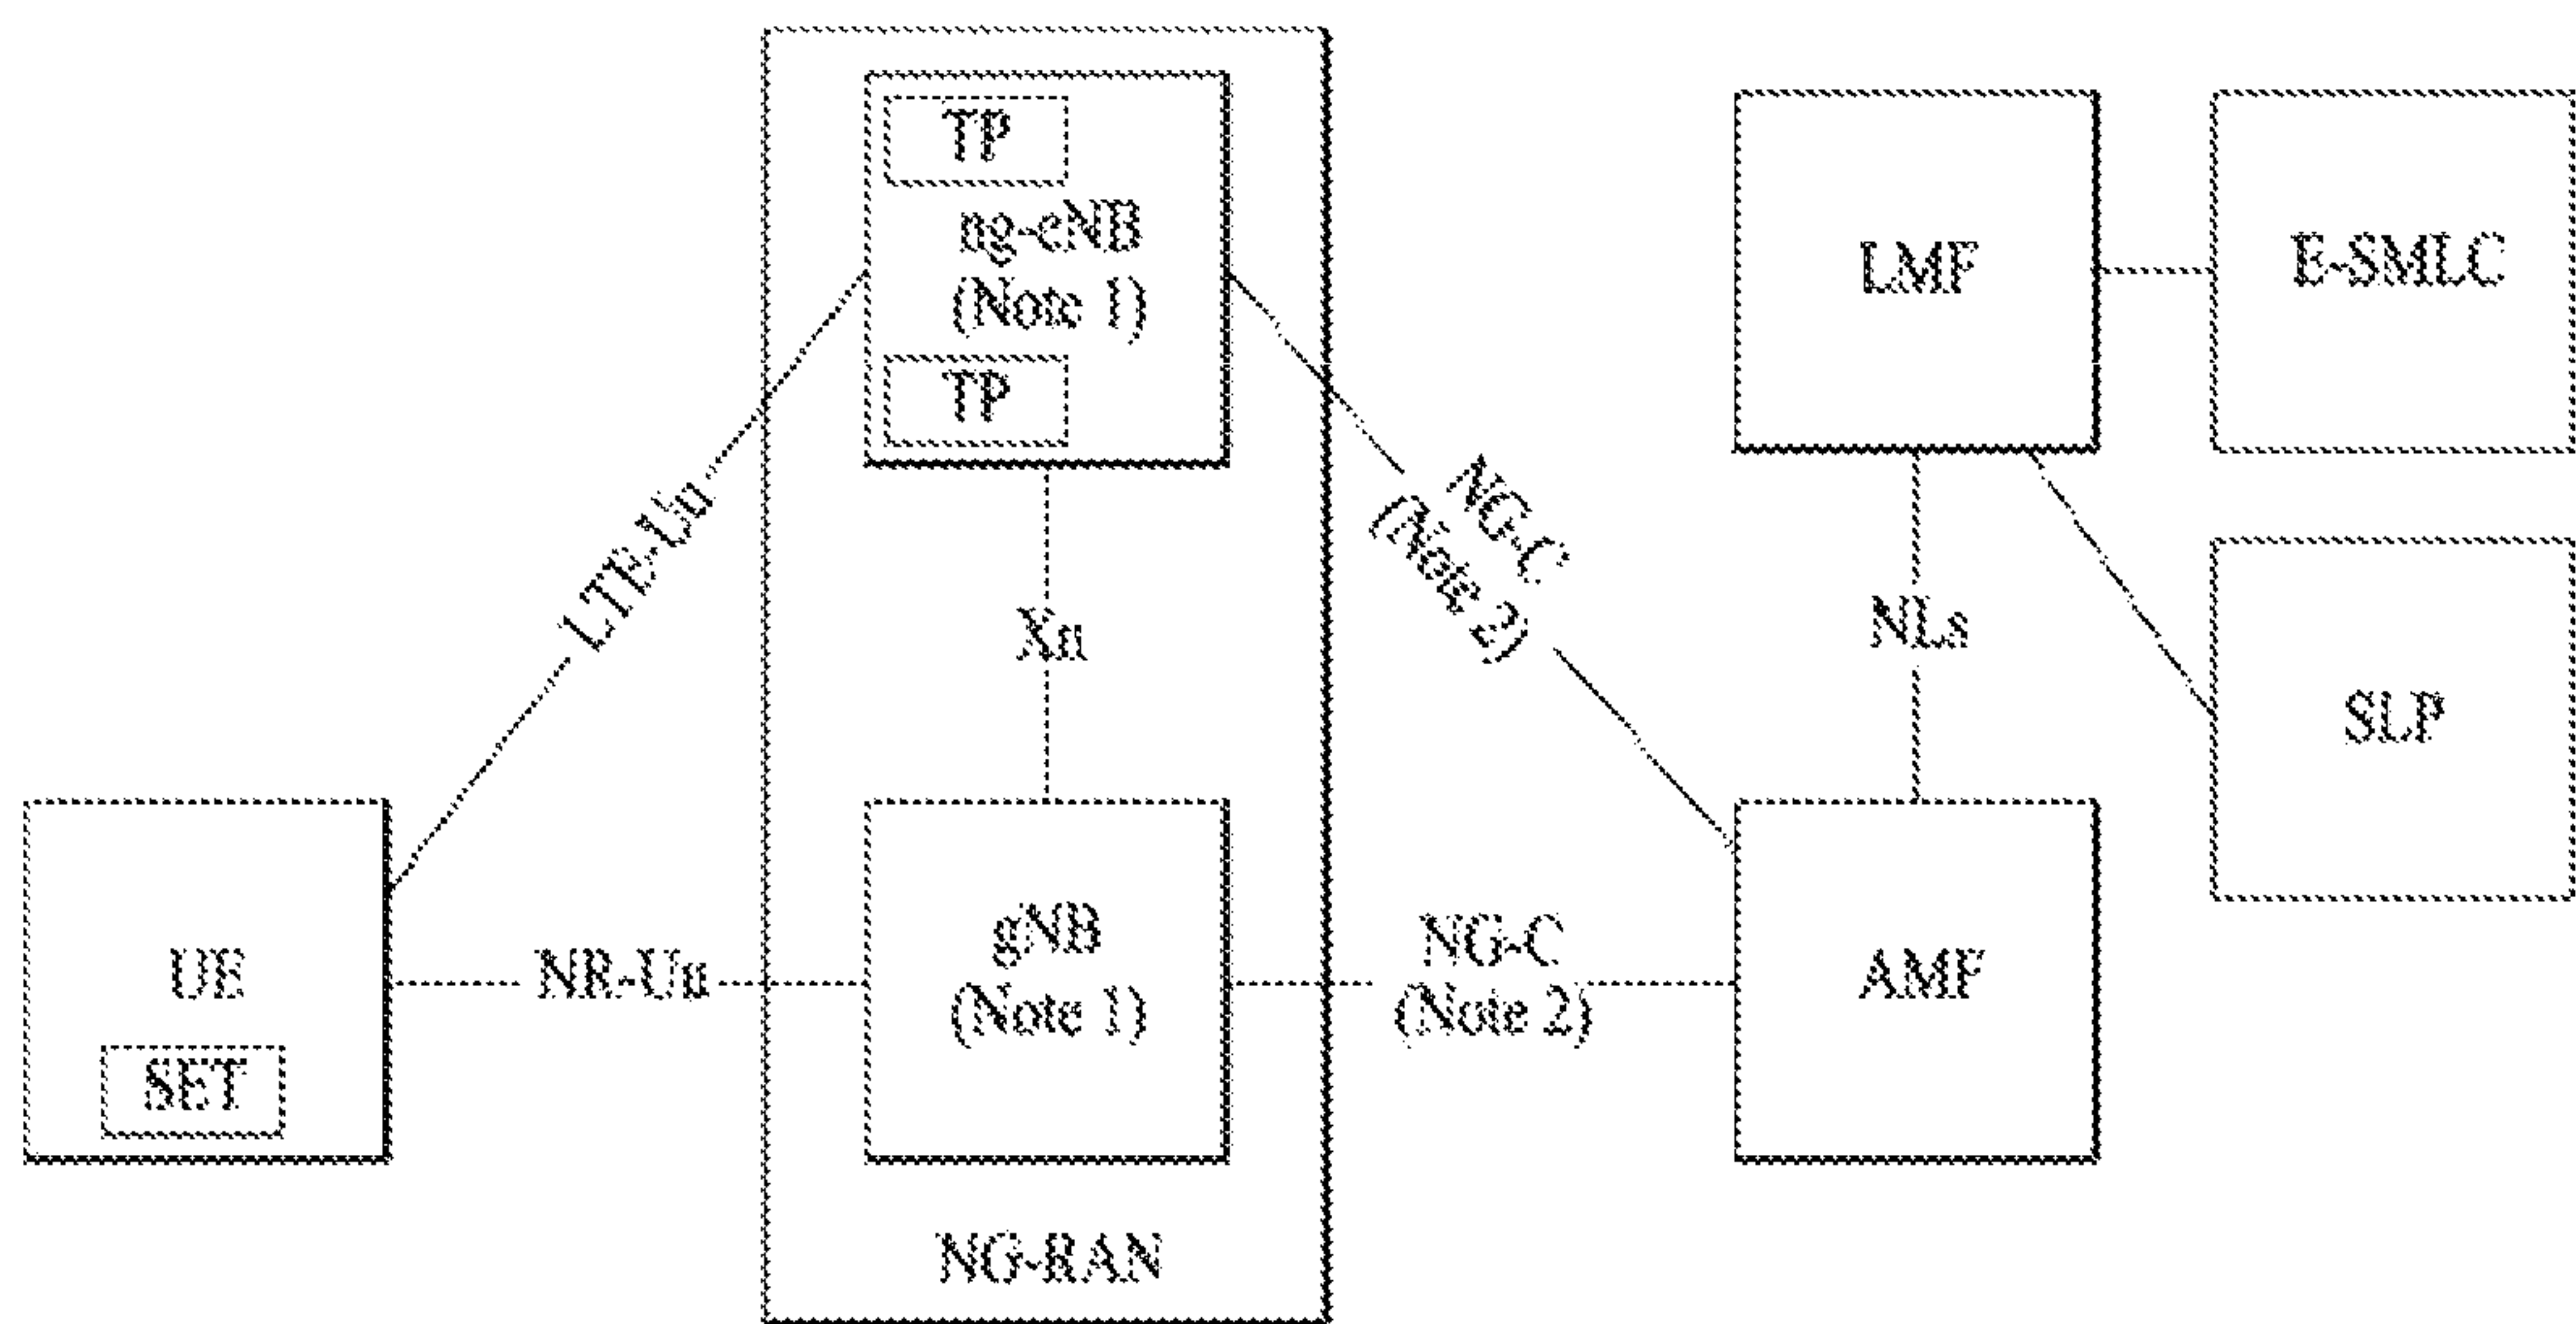 TP
ng-eNB
(Note 1)
TP
LMF
E-SMLC
LTE-Uu
Xn
NG-C
(Note 2)
NLs
SLP
UE
SET
NR-Uu
gNB
(Note 1)
NG-C
(Note 2)
AMF
NG-RAN